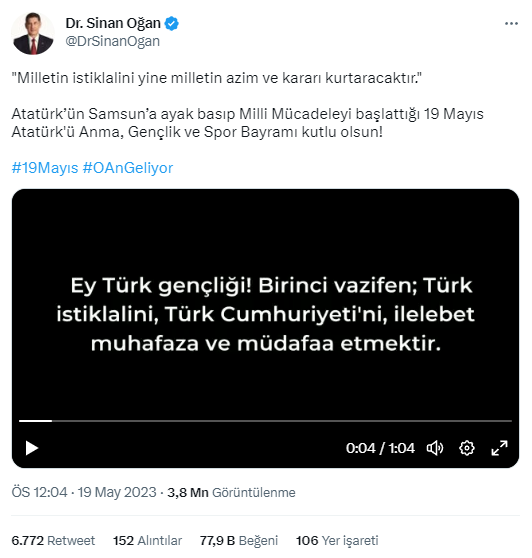 Dr. Sinan Oğan
@DrSinanOgan
"Milletin istiklalini yine milletin azim ve kararı kurtaracaktır."
Atatürk’ün Samsun’a ayak basıp Milli Mücadeleyi başlattığı 19 Mayıs
Atatürk'ü Anma, Gençlik ve Spor Bayramı kutlu olsun!
#19Mayıs #OAnGeliyor
Ey Türk gençliği! Birinci vazifen; Türk
istiklalini, Türk Cumhuriyeti'ni, ilelebet
muhafaza ve müdafaa etmektir.
0:04 / 1:04
ÖS 12:04 · 19 May 2023 · 3,8 Mn Görüntülenme
6.772 Retweet 152 Alıntılar 77,9 B Beğeni 106 Yer işareti